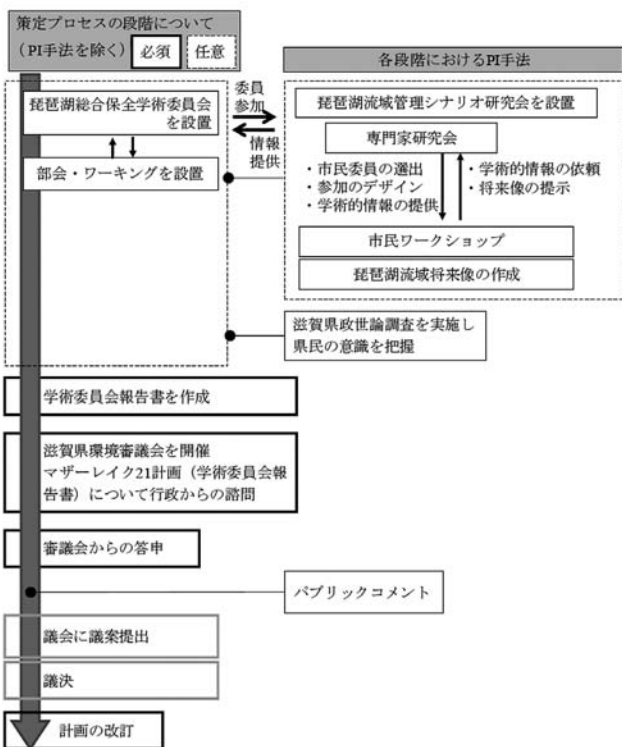 策定プロセスの段階について
(PI手法を除く) 必須 任意
各段階におけるPI手法
琵琶湖総合保全学術委員会
を設置
委員
参加
情報
提供
部会・ワーキングを設置
琵琶湖流域管理シナリオ研究会を設置
専門家研究会
・市民委員の選出
・参加のデザイン
・学術的情報の提供
・学術的情報の依頼
・将来像の提示
市民ワークショップ
琵琶湖流域将来像の作成
滋賀県政世論調査を実施し
県民の意識を把握
学術委員会報告書を作成
滋賀県環境審議会を開催
マザーレイク21計画(学術委員会報
告書)について行政からの諮問
審議会からの答申
パブリックコメント
議会に議案提出
議決
計画の改訂